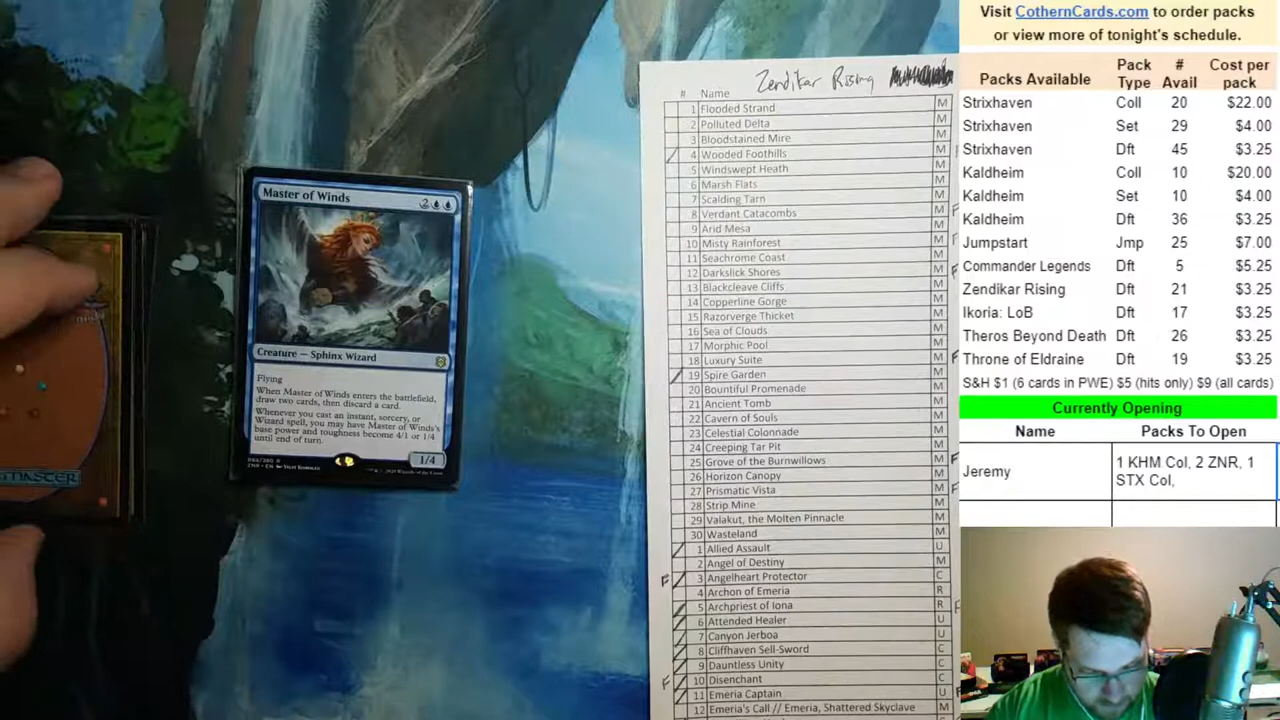 Master of Winds 2
Creature — Sphinx Wizard
Flying
When Master of Winds enters the battlefield,
draw two cards, then discard a card.
Whenever you cast an instant, sorcery, or
Wizard spell, you may have Master of Winds's
base power and toughness become 4/1 or 1/4
until end of turn.
1/4
Zendikar Rising
# Name
1 Flooded Strand M
2 Polluted Delta M
3 Bloodstained Mire M
4 Wooded Foothills M
5 Windswept Heath M
6 Marsh Flats M
7 Scalding Tarn M
8 Verdant Catacombs M F
9 Arid Mesa M
10 Misty Rainforest M F
11 Seachrome Coast M
12 Darkslick Shores M F
13 Blackcleave Cliffs M
14 Copperline Gorge M
15 Razorverge Thicket M
16 Sea of Clouds M
17 Morphic Pool M
18 Luxury Suite M F
19 Spire Garden M
20 Bountiful Promenade M
21 Ancient Tomb M
22 Cavern of Souls M
23 Celestial Colonnade M
24 Creeping Tar Pit M
25 Grove of the Burnwillows M F
26 Horizon Canopy M
27 Prismatic Vista M F
28 Strip Mine M
29 Valakut, the Molten Pinnacle M
30 Wasteland M
1 Allied Assault U
2 Angel of Destiny M
F 3 Angelheart Protector C
4 Archon of Emeria R
5 Archpriest of Iona R F
6 Attended Healer U
7 Canyon Jerboa U
8 Cliffhaven Sell-Sword C
9 Dauntless Unity C
F 10 Disenchant C
11 Emeria Captain U F
12 Emeria's Call // Emeria, Shattered Skyclave M
Visit CothernCards.com to order packs
or view more of tonight's schedule.
Packs Available Pack Type # Avail Cost per pack
Strixhaven Coll 20 $22.00
Strixhaven Set 29 $4.00
Strixhaven Dft 45 $3.25
Kaldheim Coll 10 $20.00
Kaldheim Set 10 $4.00
Kaldheim Dft 36 $3.25
Jumpstart Jmp 25 $7.00
Commander Legends Dft 5 $5.25
Zendikar Rising Dft 21 $3.25
Ikoria: LoB Dft 17 $3.25
Theros Beyond Death Dft 26 $3.25
Throne of Eldraine Dft 19 $3.25
S&H $1 (6 cards in PWE) $5 (hits only) $9 (all cards)
Currently Opening
Name Packs To Open
Jeremy 1 KHM Col, 2 ZNR, 1
STX Col,